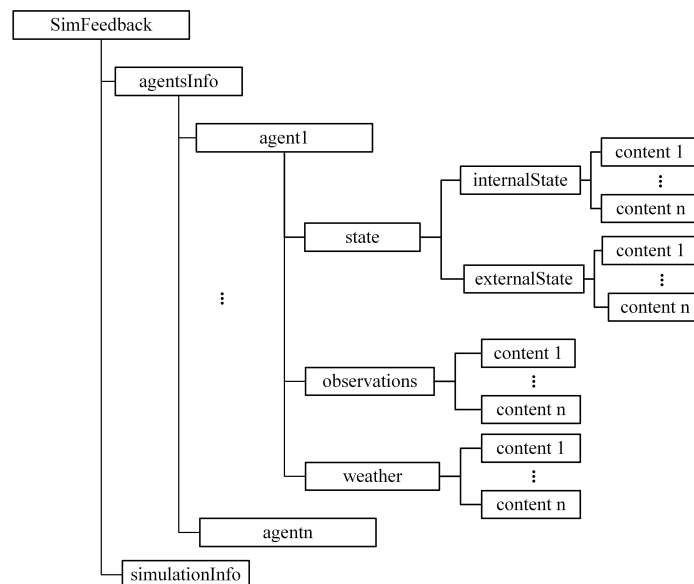 SimFeedback
agentsInfo
agent1
state
internalState
content 1
content n
externalState
content 1
content n
observations
content 1
content n
weather
content 1
content n
agentn
simulationInfo